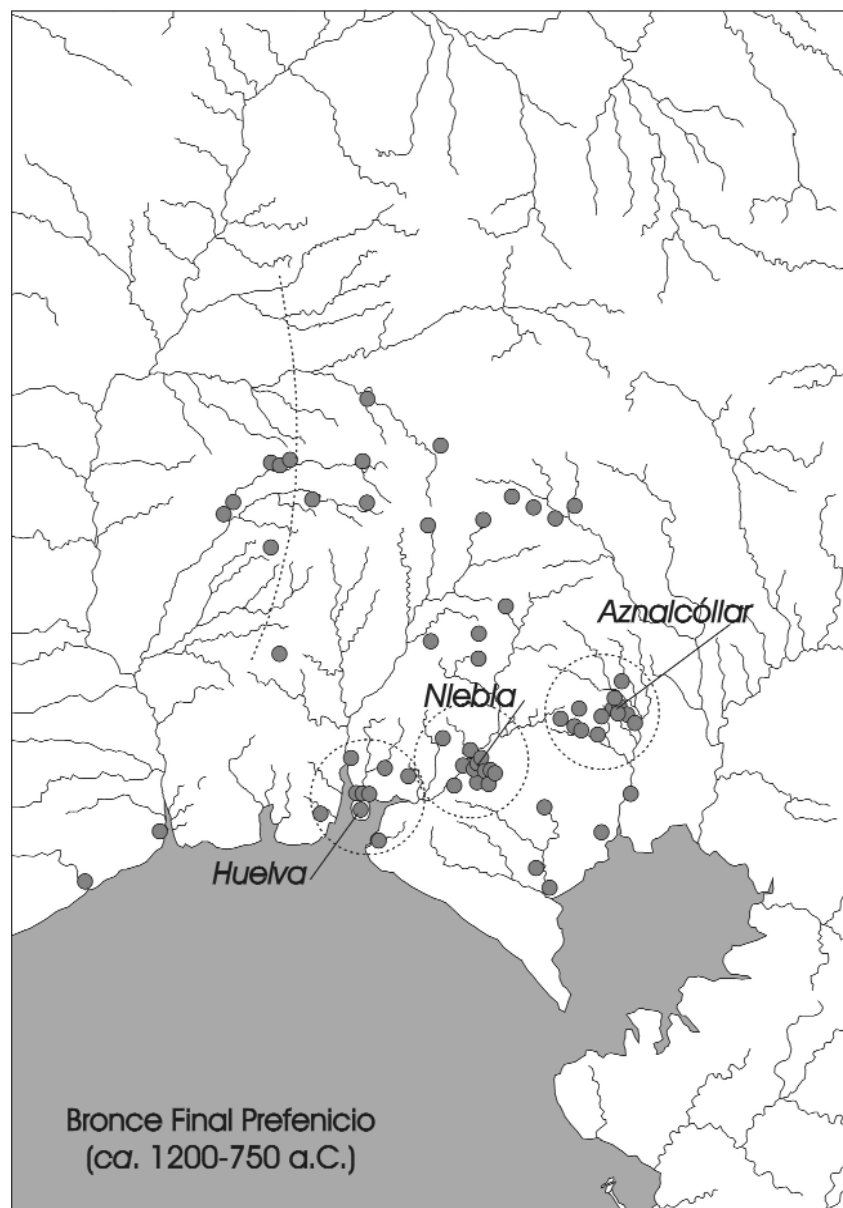 Aznalcóllar
Niebla
Huelva
Bronce Final Prefenicio
(ca. 1200-750 a.C.)